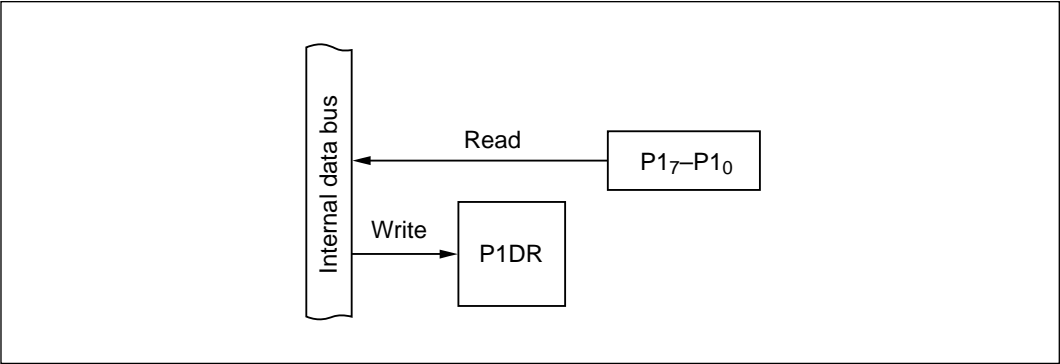 Internal data bus
Read
P1₇–P1₀
Write
P1DR